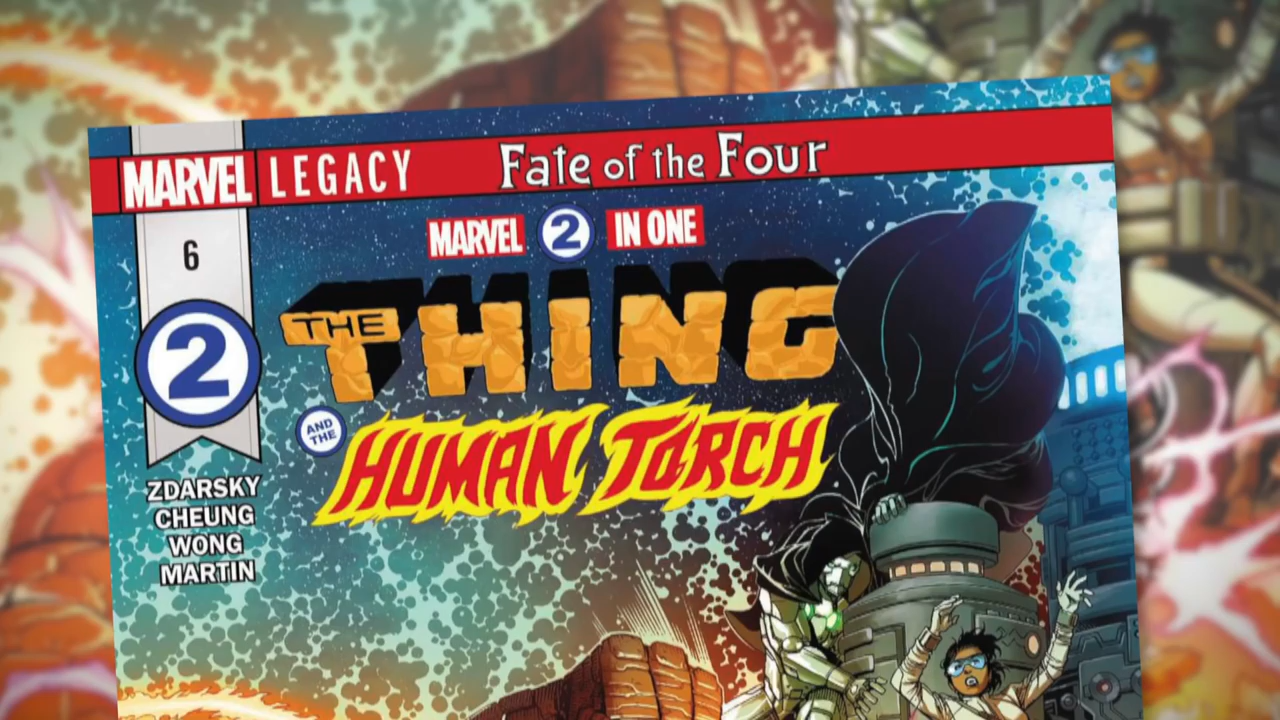 MARVEL LEGACY Fate of the Four
MARVEL 2 IN ONE
6
THE THING
2
AND THE
HUMAN TORCH
ZDARSKY
CHEUNG
WONG
MARTIN